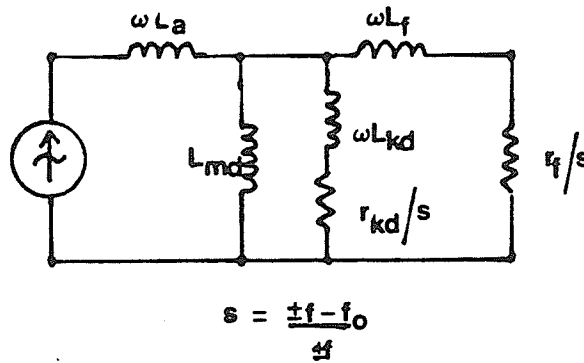 ωLa
ωLf
Lmd
ωLkd
rkd/s
rf/s
s = ±f-fo
±f